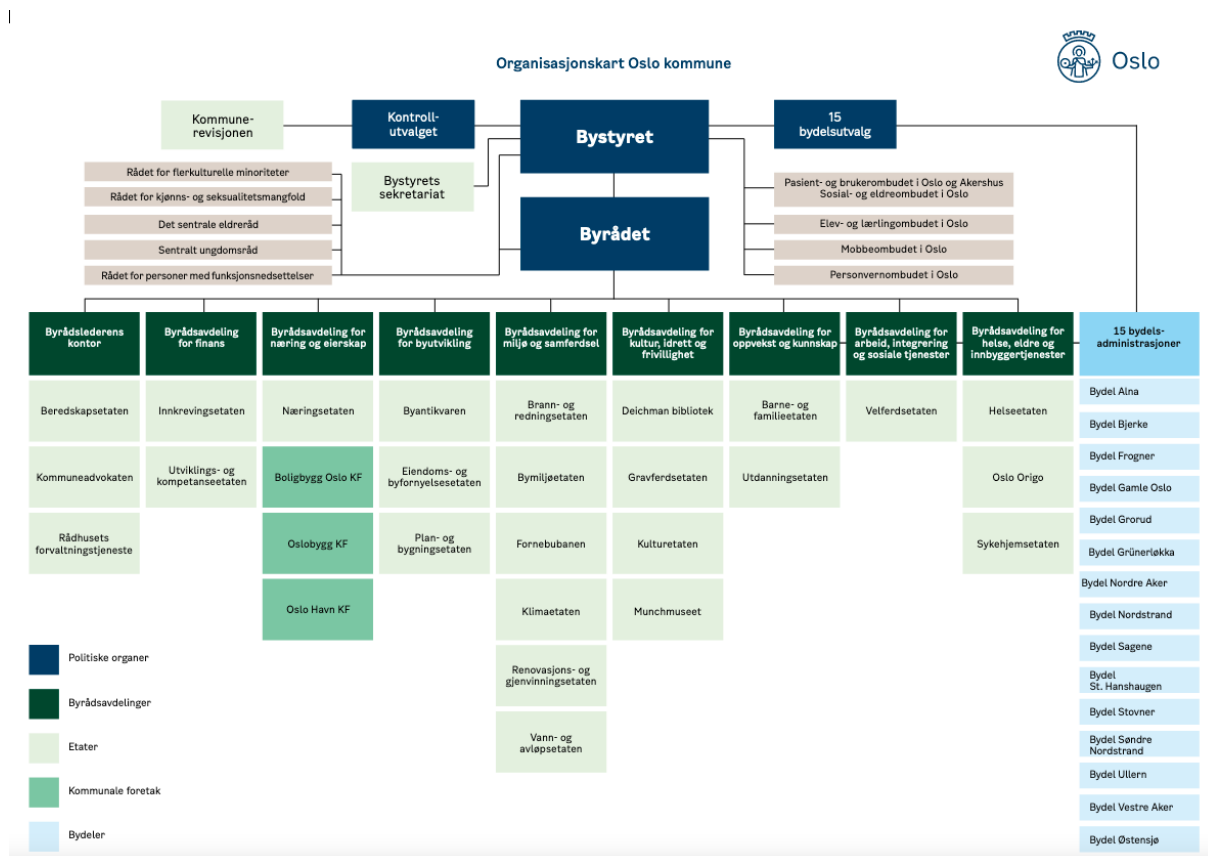 Organisasjonskart Oslo kommune
Oslo
Kommune-
revisjonen
Kontroll-
utvalget
Bystyret
15
bydelsutvalg
Rådet for flerkulturelle minoriteter
Rådet for kjønns- og seksualitetsmangfold
Det sentrale eldreråd
Sentralt ungdomsråd
Rådet for personer med funksjonsnedsettelser
Bystyrets
sekretariat
Byrådet
Pasient- og brukerombudet i Oslo og Akershus
Sosial- og eldreombudet i Oslo
Elev- og lærlingombudet i Oslo
Mobbeombudet i Oslo
Personvernombudet i Oslo
Byrådslederens
kontor
Beredskapsetaten
Kommuneadvokaten
Rådhusets
forvaltningstjeneste
Byrådsavdeling
for finans
Innkrevingsetaten
Utviklings- og
kompetanseetaten
Byrådsavdeling for
næring og eierskap
Næringsetaten
Boligbygg Oslo KF
Oslobygg KF
Oslo Havn KF
Byrådsavdeling
for byutvikling
Byantikvaren
Eiendoms- og
byfornyelsesetaten
Plan- og
bygningsetaten
Byrådsavdeling for
miljø og samferdsel
Brann- og
redningsetaten
Bymiljøetaten
Fornebubanen
Klimaetaten
Renovasjons- og
gjenvinningsetaten
Vann- og
avløpsetaten
Byrådsavdeling for
kultur, idrett og
frivillighet
Deichman bibliotek
Gravferdsetaten
Kulturetaten
Munchmuseet
Byrådsavdeling for
oppvekst og kunnskap
Barne- og
familieetaten
Utdanningsetaten
Byrådsavdeling for
arbeid, integrering
og sosiale tjenester
Velferdsetaten
Byrådsavdeling for
helse, eldre og
innbyggertjenester
Helseetaten
Oslo Origo
Sykehjemsetaten
15 bydels-
administrasjoner
Bydel Alna
Bydel Bjerke
Bydel Frogner
Bydel Gamle Oslo
Bydel Grorud
Bydel Grünerløkka
Bydel Nordre Aker
Bydel Nordstrand
Bydel Sagene
Bydel
St. Hanshaugen
Bydel Stovner
Bydel Søndre
Nordstrand
Bydel Ullern
Bydel Vestre Aker
Bydel Østensjø
Politiske organer
Byrådsavdelinger
Etater
Kommunale foretak
Bydeler